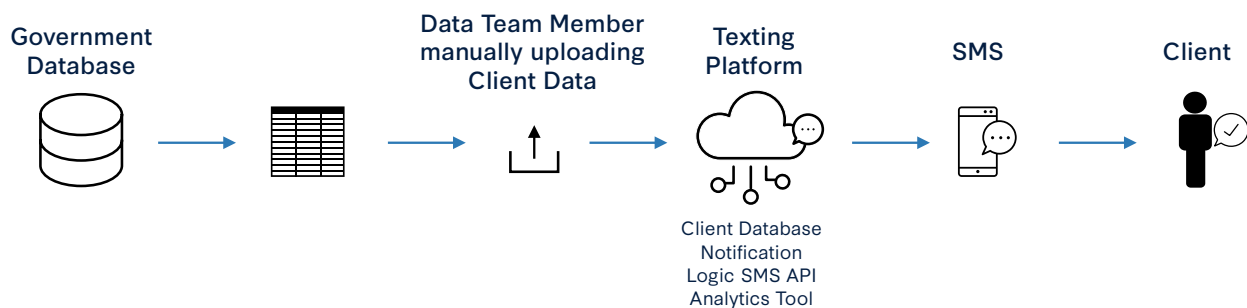 Government
Database
Data Team Member
manually uploading
Client Data
Texting
Platform
SMS
Client
Client Database
Notification
Logic SMS API
Analytics Tool